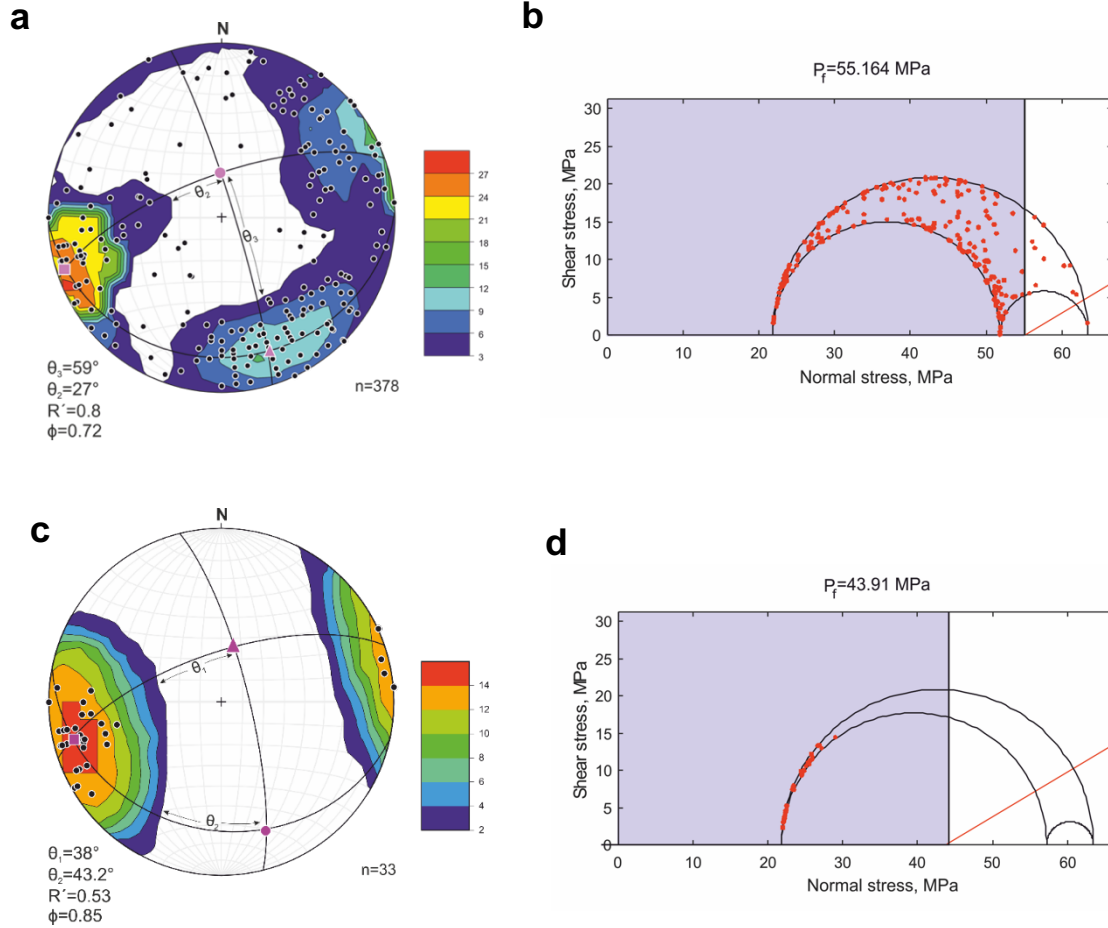 a
N
θ2
θ3
27
24
21
18
15
12
9
6
3
θ3=59°
θ2=27°
R´=0.8
ϕ=0.72
n=378
b
Pf=55.164 MPa
Shear stress, MPa
30
25
20
15
10
5
0
0 10 20 30 40 50 60
Normal stress, MPa
c
N
θ1
θ2
14
12
10
8
6
4
2
θ1=38°
θ2=43.2°
R´=0.53
ϕ=0.85
n=33
d
Pf=43.91 MPa
Shear stress, MPa
30
25
20
15
10
5
0
0 10 20 30 40 50 60
Normal stress, MPa